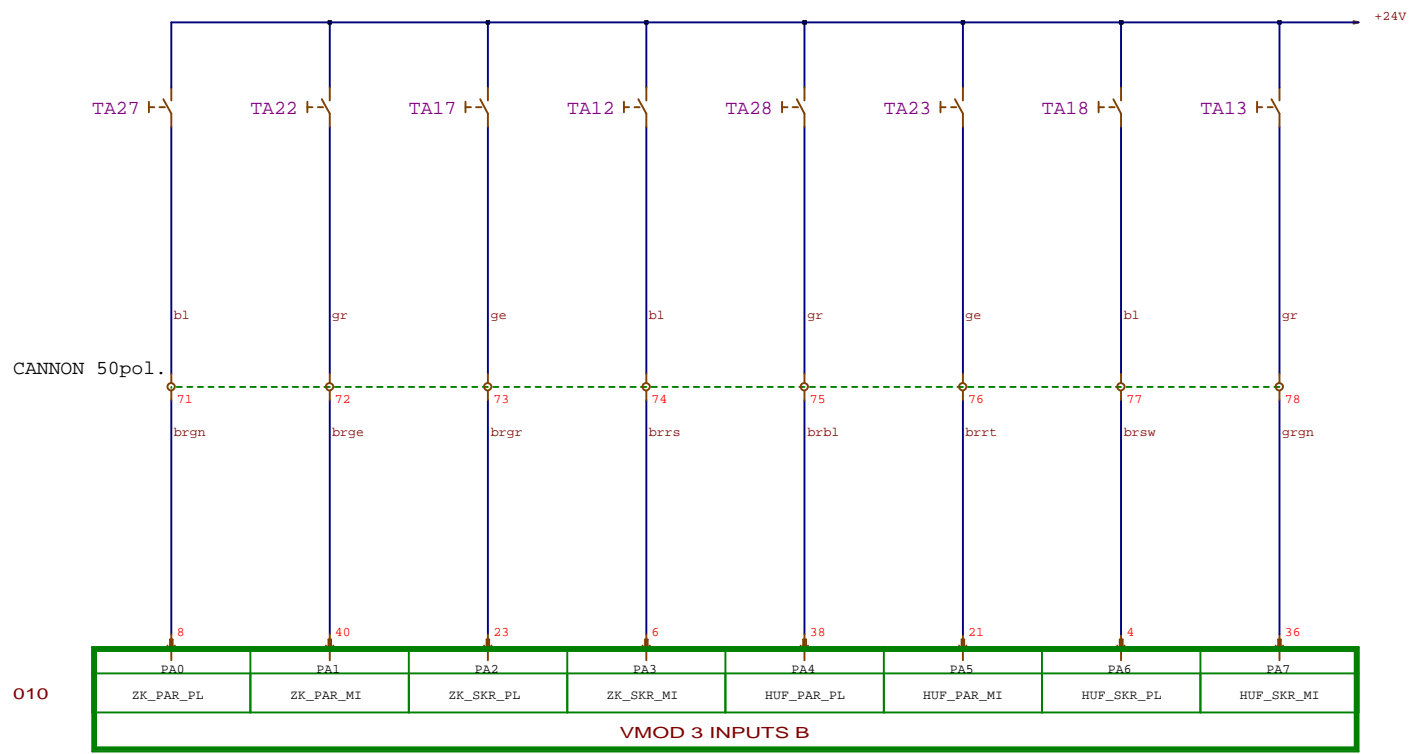 +24V
TA27 TA22 TA17 TA12 TA28 TA23 TA18 TA13
bl gr ge bl gr ge bl gr
CANNON 50pol.
71 72 73 74 75 76 77 78
brgn brge brgr brrs brbl brrt brsw grgn
8 40 23 6 38 21 4 36
PA0 PA1 PA2 PA3 PA4 PA5 PA6 PA7
010 ZK_PAR_PL ZK_PAR_MI ZK_SKR_PL ZK_SKR_MI HUF_PAR_PL HUF_PAR_MI HUF_SKR_PL HUF_SKR_MI
VMOD 3 INPUTS B